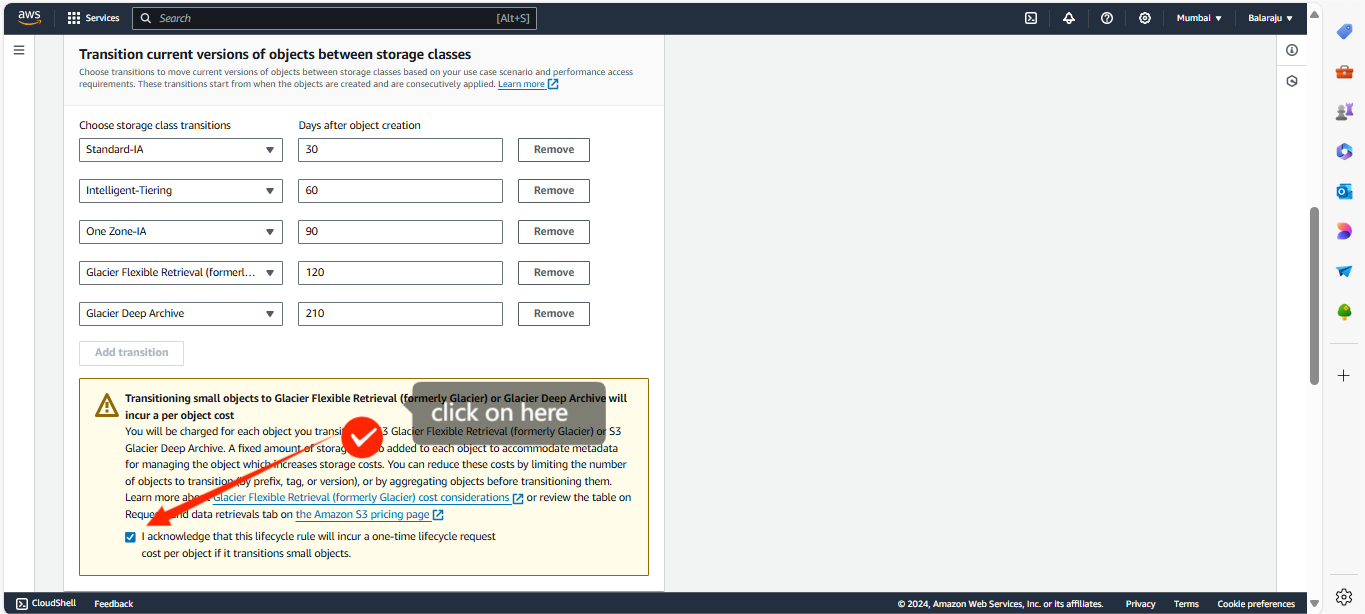 aws
Services
Search
[Alt+S]
Mumbai
Balaraju
Transition current versions of objects between storage classes
Choose transitions to move current versions of objects between storage classes based on your use case scenario and performance access
requirements. These transitions start from when the objects are created and are consecutively applied. Learn more
Choose storage class transitions
Days after object creation
Standard-IA
30
Remove
Intelligent-Tiering
60
Remove
One Zone-IA
90
Remove
Glacier Flexible Retrieval (formerl...
120
Remove
Glacier Deep Archive
210
Remove
Add transition
click on here
Transitioning small objects to Glacier Flexible Retrieval (formerly Glacier) or Glacier Deep Archive will
incur a per object cost
You will be charged for each object you 3 Glacier Flexible Retrieval (formerly Glacier) or S3
Glacier Deep Archive. A fixed amount of added to each object to accommodate metadata
for managing the object which increases storage costs. You can reduce these costs by limiting the number
of objects to transition (by prefix, tag, or version), or by aggregating objects before transitioning them.
Learn more about Glacier Flexible Retrieval (formerly Glacier) cost considerations or review the table on
and data retrievals tab on the Amazon S3 pricing page
I acknowledge that this lifecycle rule will incur a one-time lifecycle request
cost per object if it transitions small objects.
CloudShell
Feedback
© 2024, Amazon Web Services, Inc. or its affiliates.
Privacy
Terms
Cookie preferences